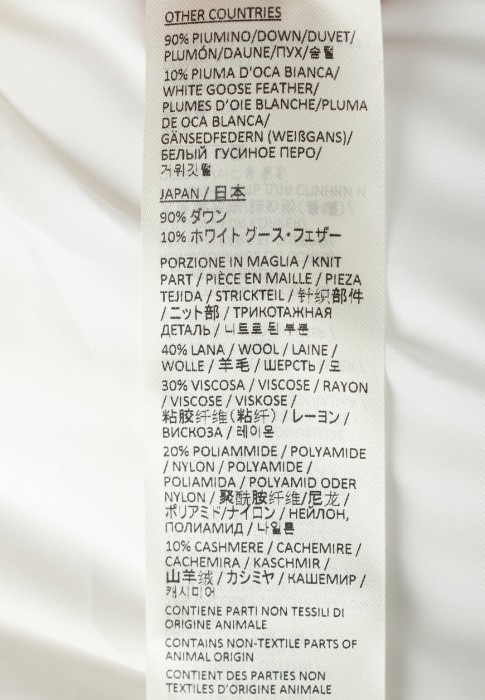 OTHER COUNTRIES
90% PIUMINO/DOWN/DUVET/
PLUMÓN/DAUNE/ПУХ/솜털
10% PIUMA D'OCA BIANCA/
WHITE GOOSE FEATHER/
PLUMES D'OIE BLANCHE/PLUMA
DE OCA BLANCA/
GÄNSEDFEDERN (WEIßGANS)/
БЕЛЫЙ ГУСИНОЕ ПЕРО/
거위깃털
JAPAN / 日本
90% ダウン
10% ホワイト グース・フェザー
PORZIONE IN MAGLIA / KNIT
PART / PIÈCE EN MAILLE / PIEZA
TEJIDA / STRICKTEIL / 针织部件
/ ニット部 / ТРИКОТАЖНАЯ
ДЕТАЛЬ / 니트로 된 부분
40% LANA / WOOL / LAINE /
WOLLE / 羊毛 / ШЕРСТЬ / 모
30% VISCOSA / VISCOSE / RAYON
/ VISCOSE / VISKOSE /
粘胶纤维(粘纤) / レーヨン /
ВИСКОЗА / 레이온
20% POLIAMMIDE / POLYAMIDE
/ NYLON / POLYAMIDE /
POLIAMIDA / POLYAMID ODER
NYLON / 聚酰胺纤维/尼龙 /
ポリアミド/ナイロン / НЕЙЛОН,
ПОЛИАМИД / 나일론
10% CASHMERE / CACHEMIRE /
CACHEMIRA / KASCHMIR /
山羊绒 / カシミヤ / КАШЕМИР /
캐시미어
CONTIENE PARTI NON TESSILI DI
ORIGINE ANIMALE
CONTAINS NON-TEXTILE PARTS OF
ANIMAL ORIGIN
CONTIENT DES PARTIES NON
TEXTILES D'ORIGINE ANIMALE